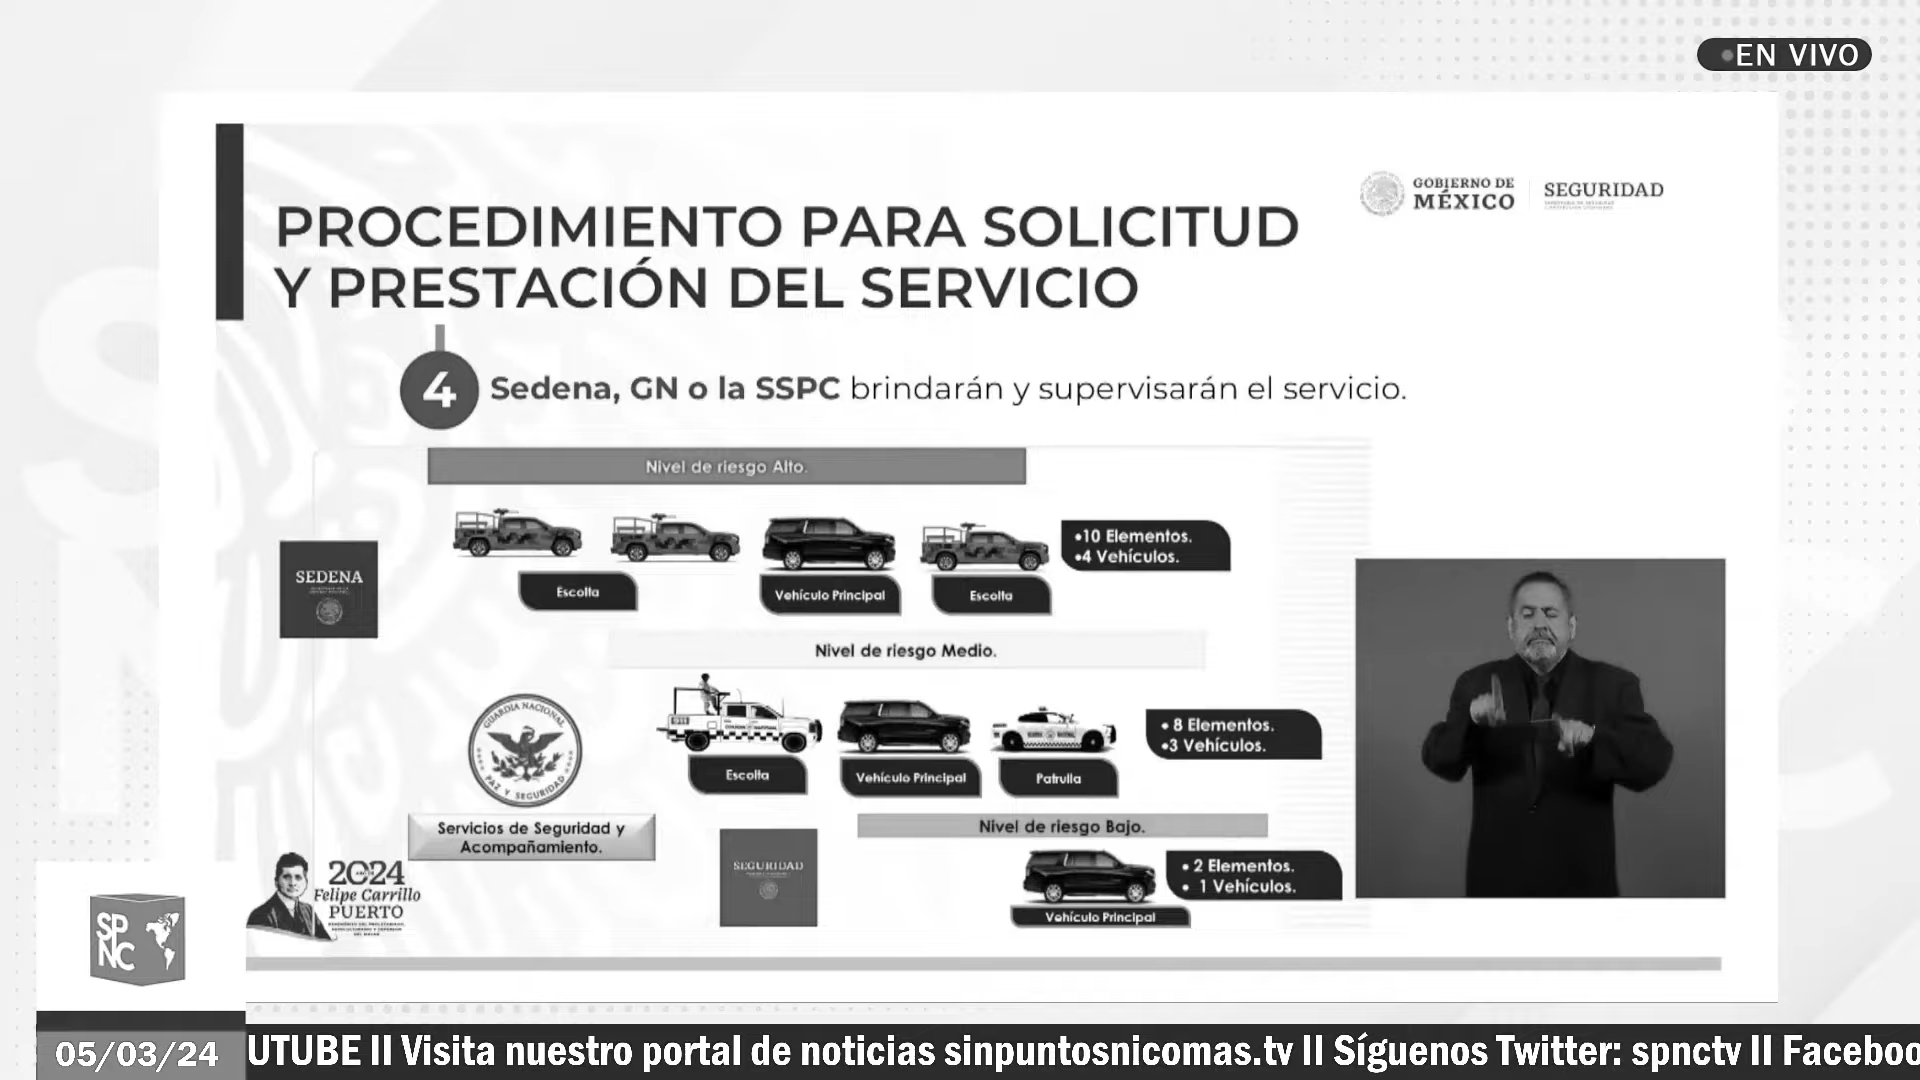 EN VIVO
GOBIERNO DE
MÉXICO
SEGURIDAD
PROCEDIMIENTO PARA SOLICITUD
Y PRESTACIÓN DEL SERVICIO
4 Sedena, GN o la SSPC brindarán y supervisarán el servicio.
Nivel de riesgo Alto.
•10 Elementos.
•4 Vehículos.
SEDENA
Escolta
Vehículo Principal
Escolta
Nivel de riesgo Medio.
GUARDIA NACIONAL
PAZ Y SEGURIDAD
• 8 Elementos.
•3 Vehículos.
Escolta
Vehículo Principal
Patrulla
Servicios de Seguridad y
Acompañamiento.
Nivel de riesgo Bajo.
SEGURIDAD
• 2 Elementos.
• 1 Vehículos.
Vehículo Principal
2024
Felipe Carrillo
PUERTO
SP
NC
05/03/24
UTUBE II Visita nuestro portal de noticias sinpuntosnicomas.tv II Síguenos Twitter: spnctv II Faceboo